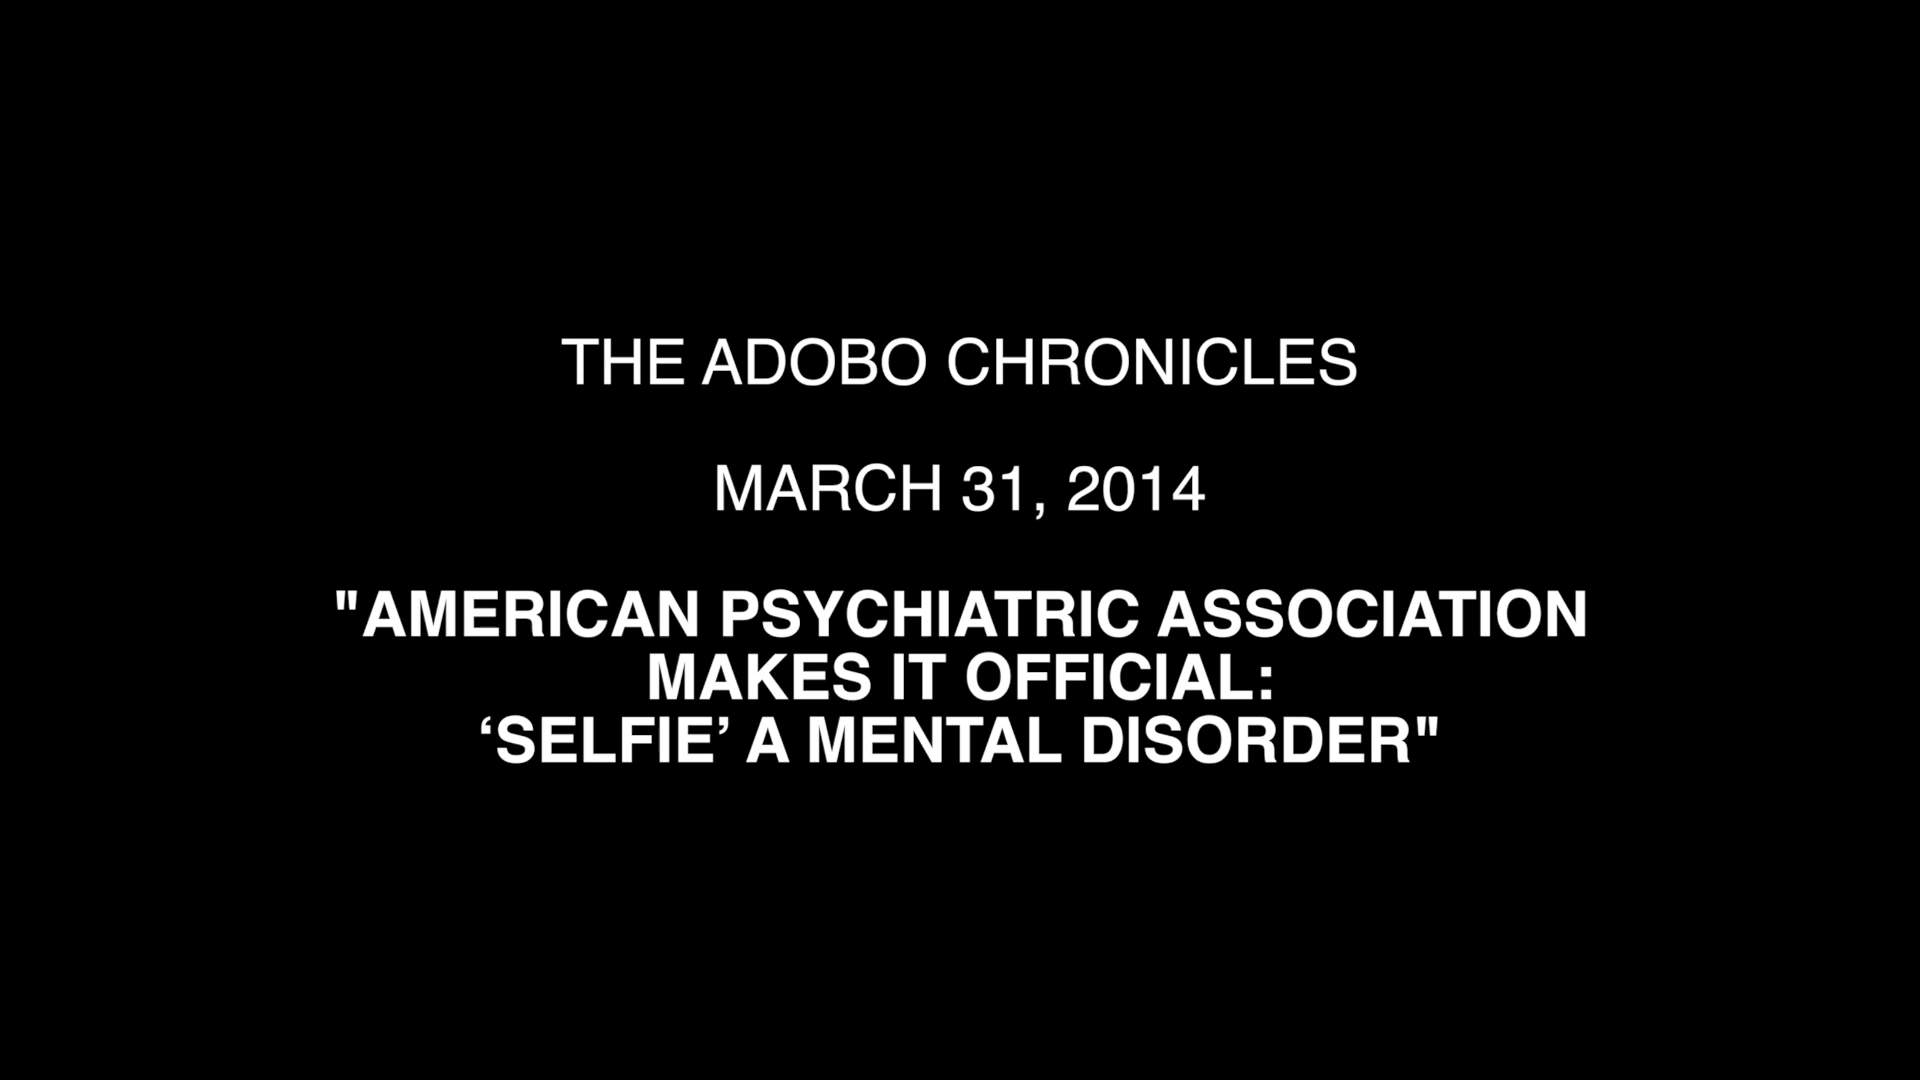 THE ADOBO CHRONICLES
MARCH 31, 2014
"AMERICAN PSYCHIATRIC ASSOCIATION
MAKES IT OFFICIAL:
‘SELFIE’ A MENTAL DISORDER"